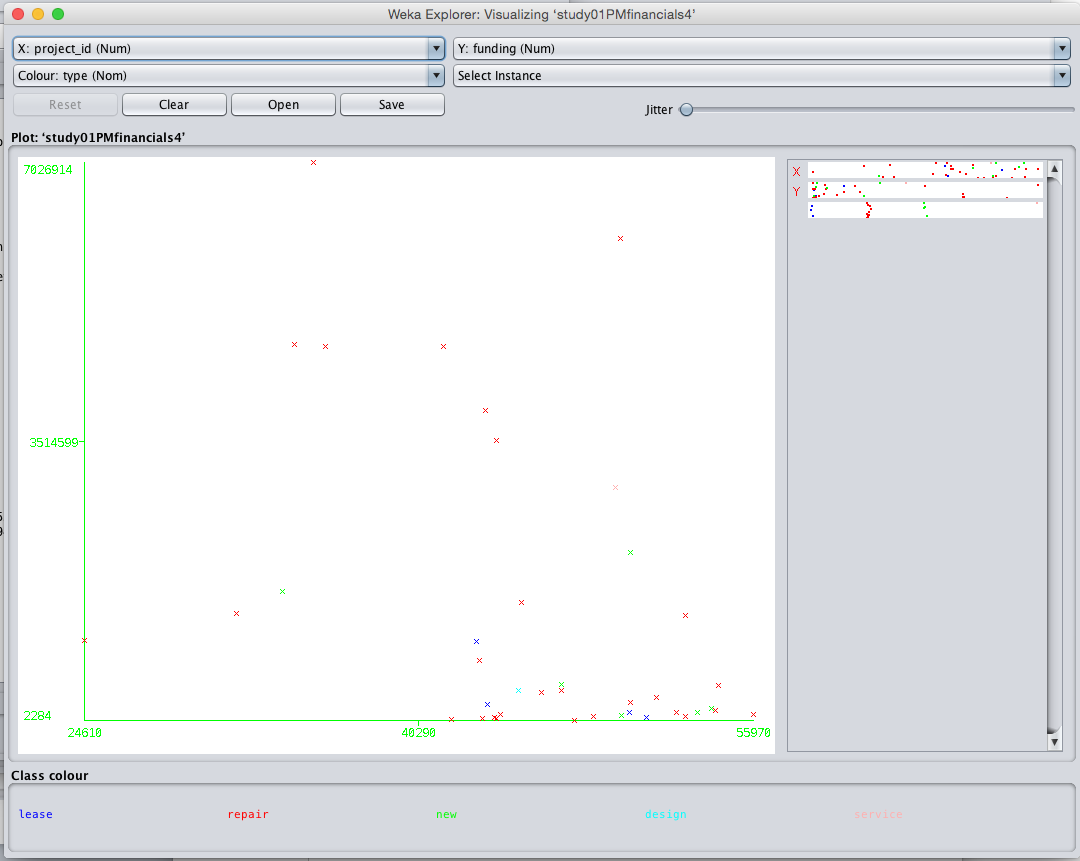 Weka Explorer: Visualizing ‘study01PMfinancials4’
X: project_id (Num) Y: funding (Num)
Colour: type (Nom) Select Instance
Reset Clear Open Save Jitter
Plot: ‘study01PMfinancials4’
7026914
3514599
2284
24610 40290 55970
X
Y
Class colour
lease repair new design service